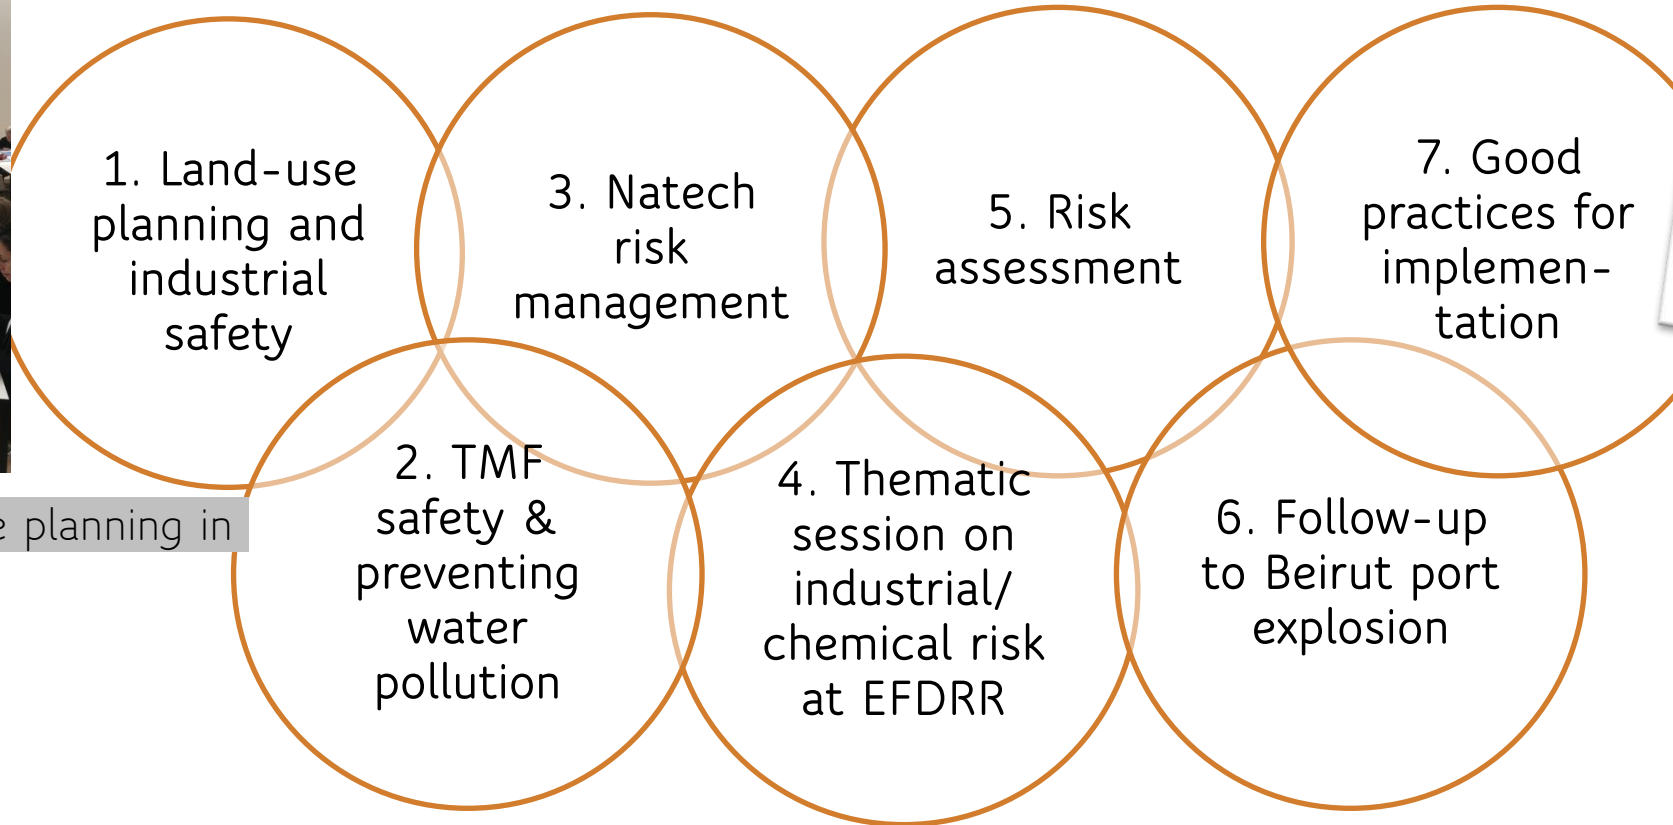 1. Land-use
planning and
industrial
safety
2. TMF
safety &
preventing
water
pollution
3. Natech
risk
management
4. Thematic
session on
industrial/
chemical risk
at EFDRR
5. Risk
assessment
6. Follow-up
to Beirut port
explosion
7. Good
practices for
implemen-
tation
planning in